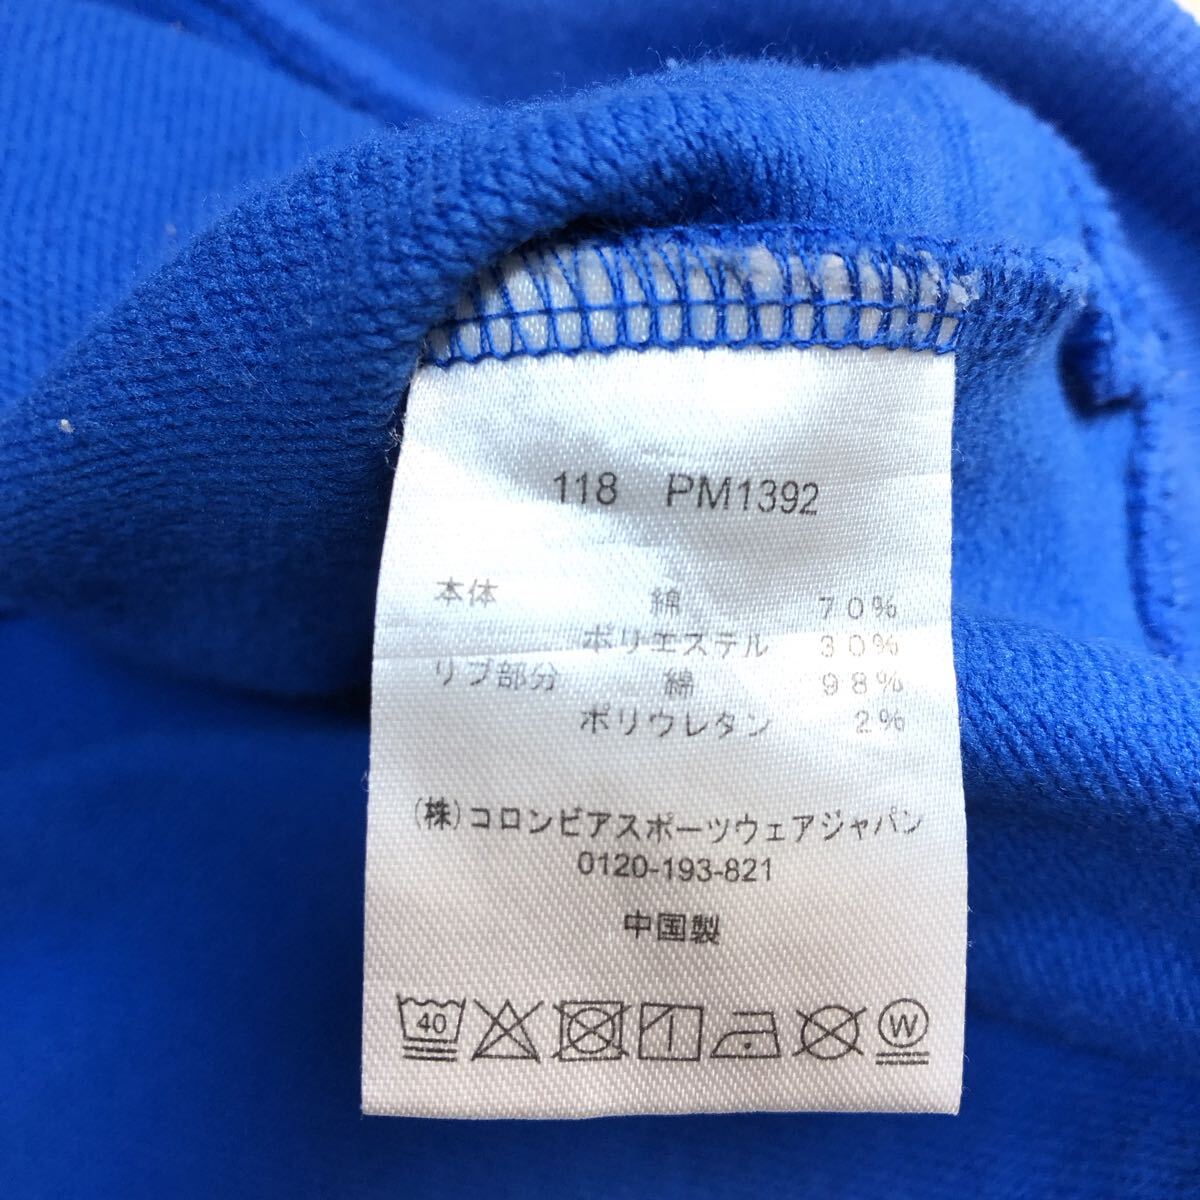 118 PM1392
本体 綿 70%
ポリエステル 30%
リブ部分 綿 98%
ポリウレタン 2%
(株)コロンビアスポーツウェアジャパン
0120-193-821
中国製
40 W